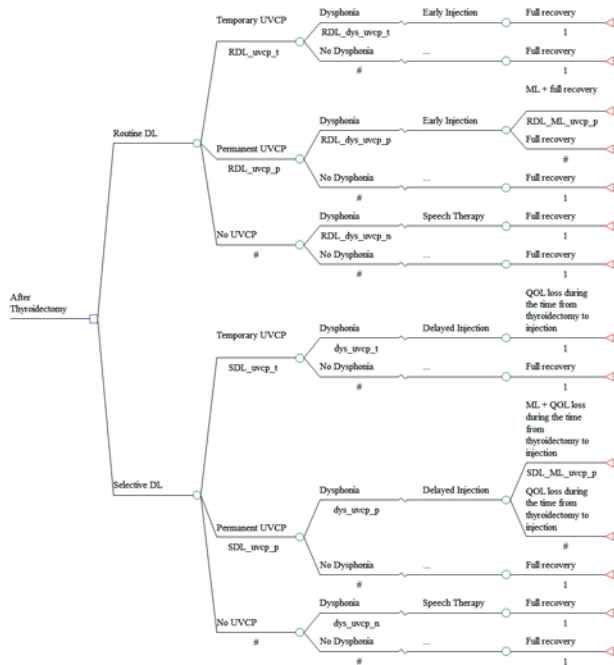 Temporary UVCP
RDL_uvcp_t
Dysphonia
RDL_dys_uvcp_t
Early Injection
Full recovery
1
No Dysphonia
#
...
Full recovery
1
Routine DL
Permanent UVCP
RDL_uvcp_p
Dysphonia
RDL_dys_uvcp_p
Early Injection
ML + full recovery
RDL_ML_uvcp_p
Full recovery
#
No Dysphonia
#
...
Full recovery
1
No UVCP
#
Dysphonia
RDL_dys_uvcp_n
Speech Therapy
Full recovery
1
No Dysphonia
#
...
Full recovery
1
After
Thyroidectomy
Temporary UVCP
SDL_uvcp_t
Dysphonia
dys_uvcp_t
Delayed Injection
QOL loss during
the time from
thyroidectomy to
injection
1
No Dysphonia
#
...
Full recovery
1
Selective DL
Permanent UVCP
SDL_uvcp_p
Dysphonia
dys_uvcp_p
Delayed Injection
ML + QOL loss
during the time
from
thyroidectomy to
injection
SDL_ML_uvcp_p
QOL loss during
the time from
thyroidectomy to
injection
#
No Dysphonia
#
...
Full recovery
1
No UVCP
#
Dysphonia
dys_uvcp_n
Speech Therapy
Full recovery
1
No Dysphonia
#
...
Full recovery
1